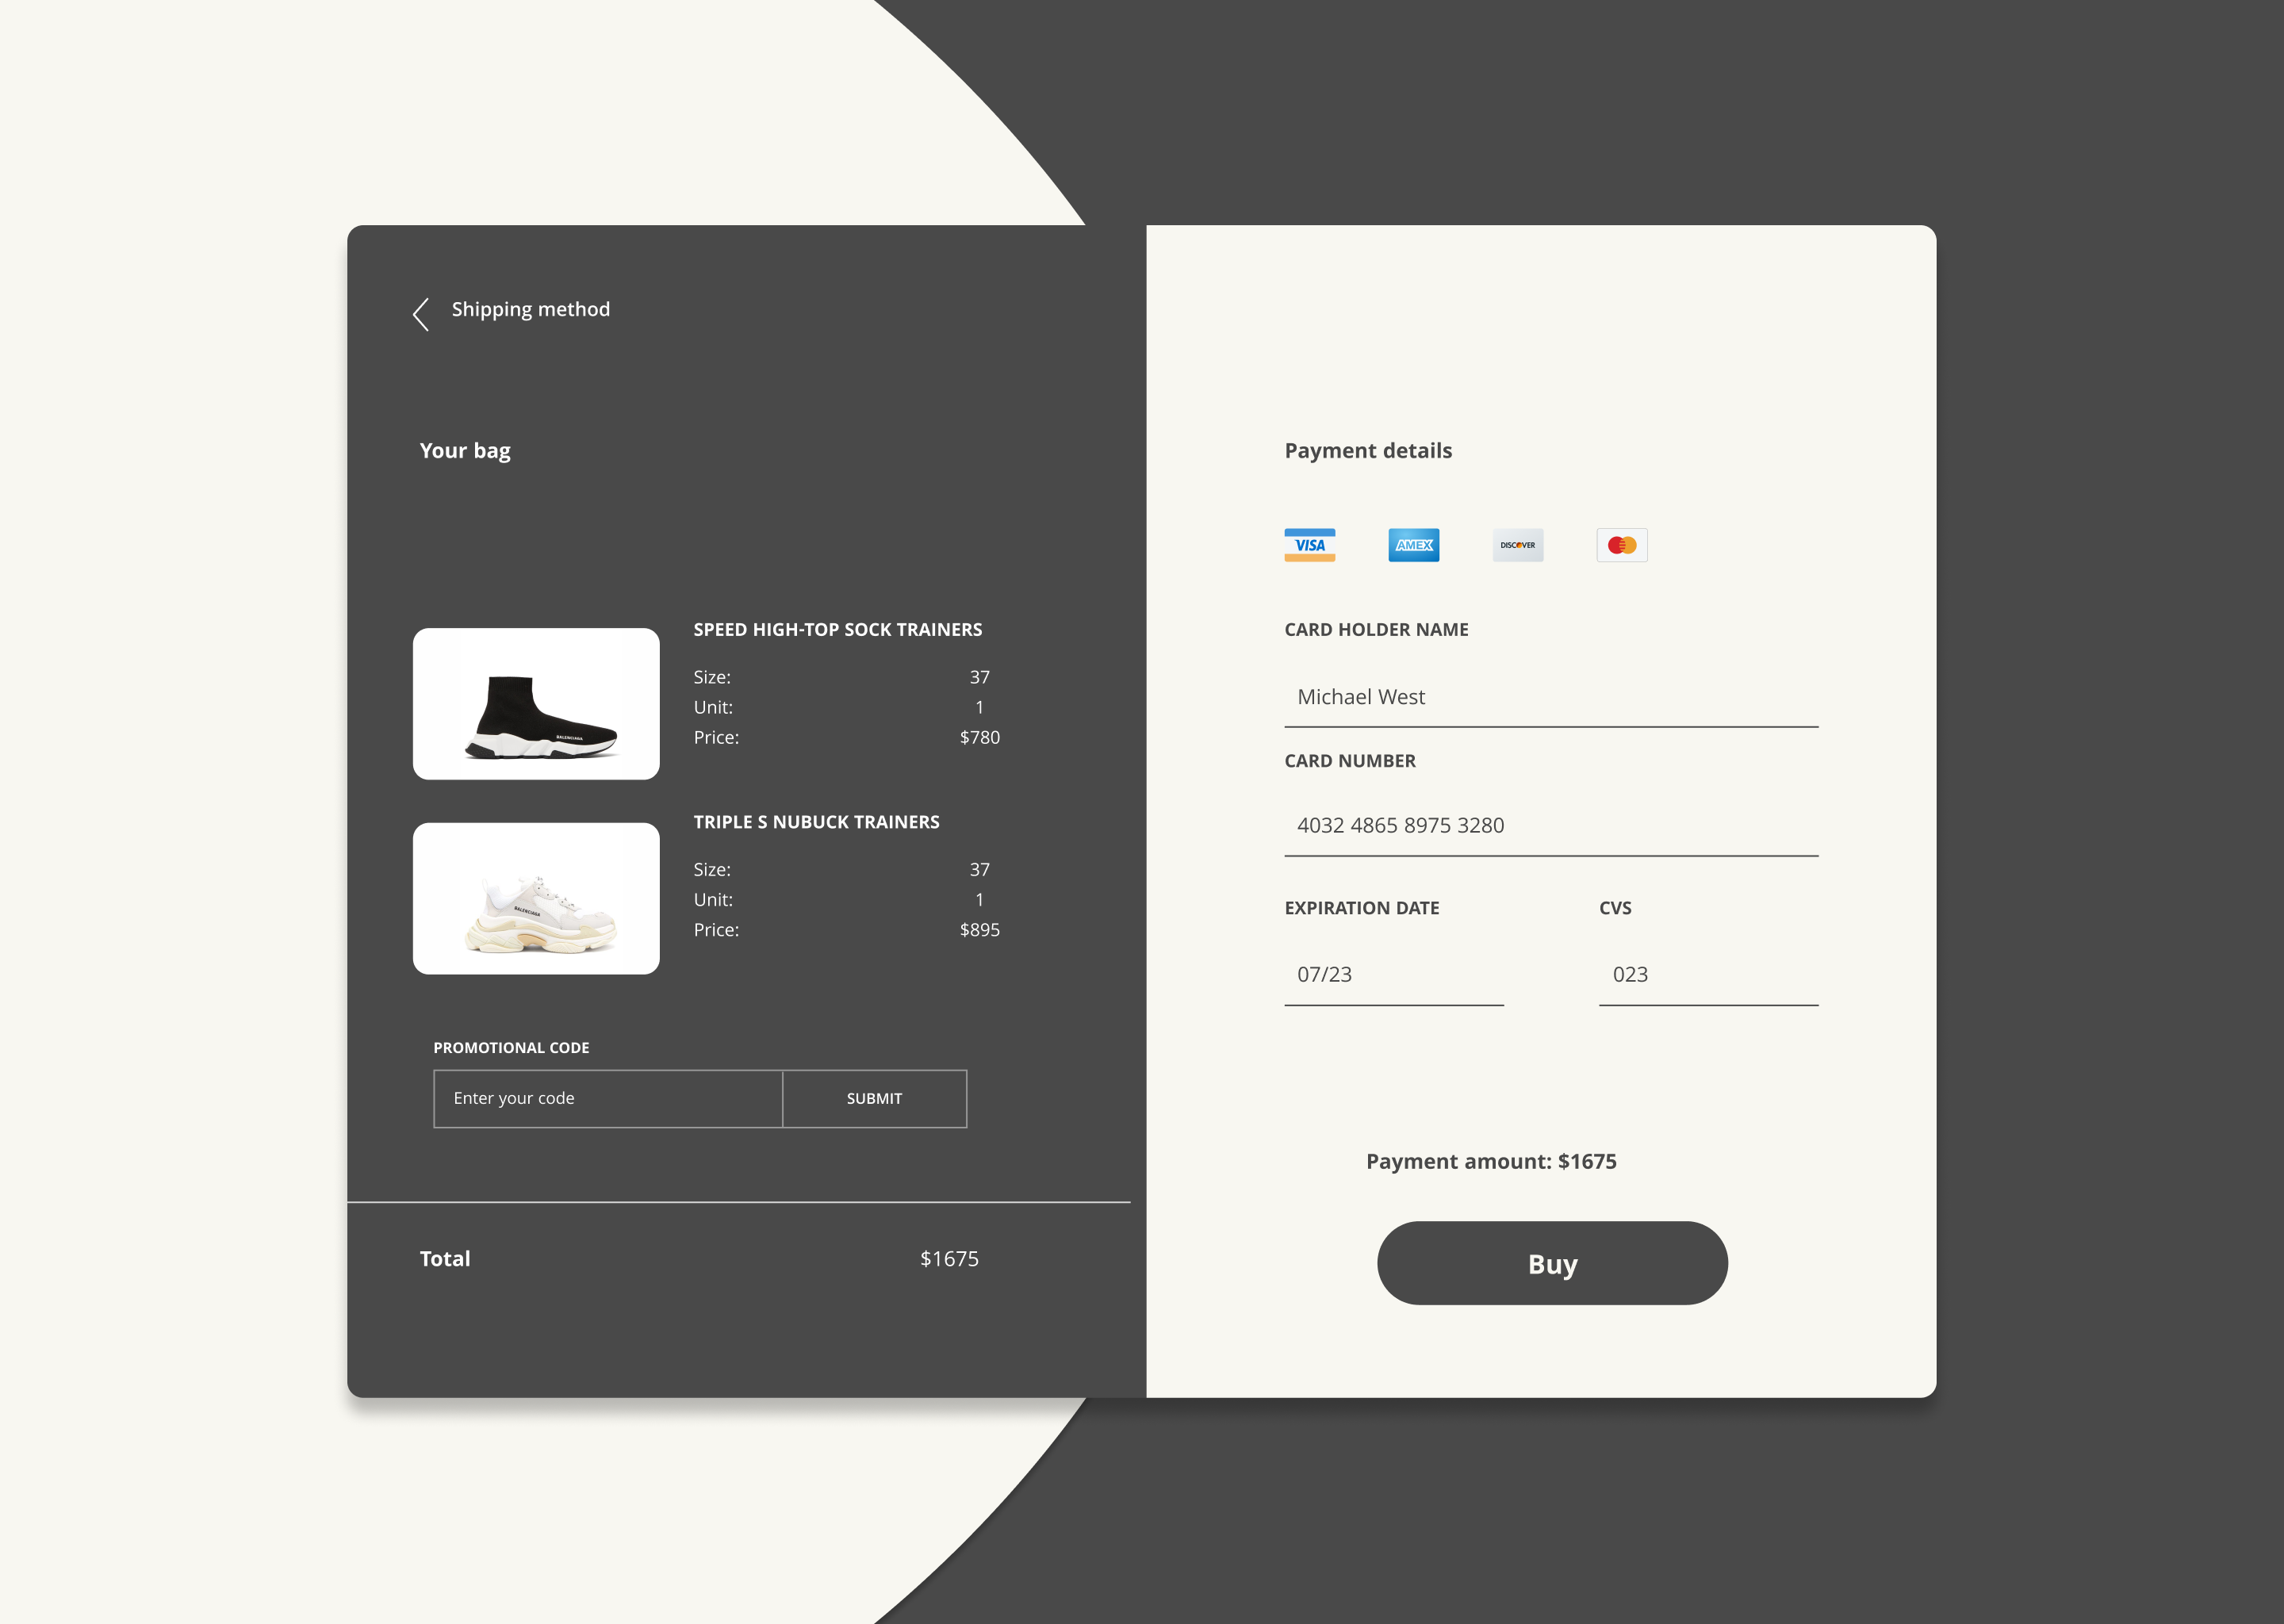 Shipping method
Your bag
SPEED HIGH-TOP SOCK TRAINERS
Size: 37
Unit: 1
Price: $780
BALENCIAGA
TRIPLE S NUBUCK TRAINERS
Size: 37
Unit: 1
Price: $895
BALENCIAGA
PROMOTIONAL CODE
Enter your code SUBMIT
Total $1675
Payment details
VISA AMEX DISCOVER
CARD HOLDER NAME
Michael West
CARD NUMBER
4032 4865 8975 3280
EXPIRATION DATE CVS
07/23 023
Payment amount: $1675
Buy